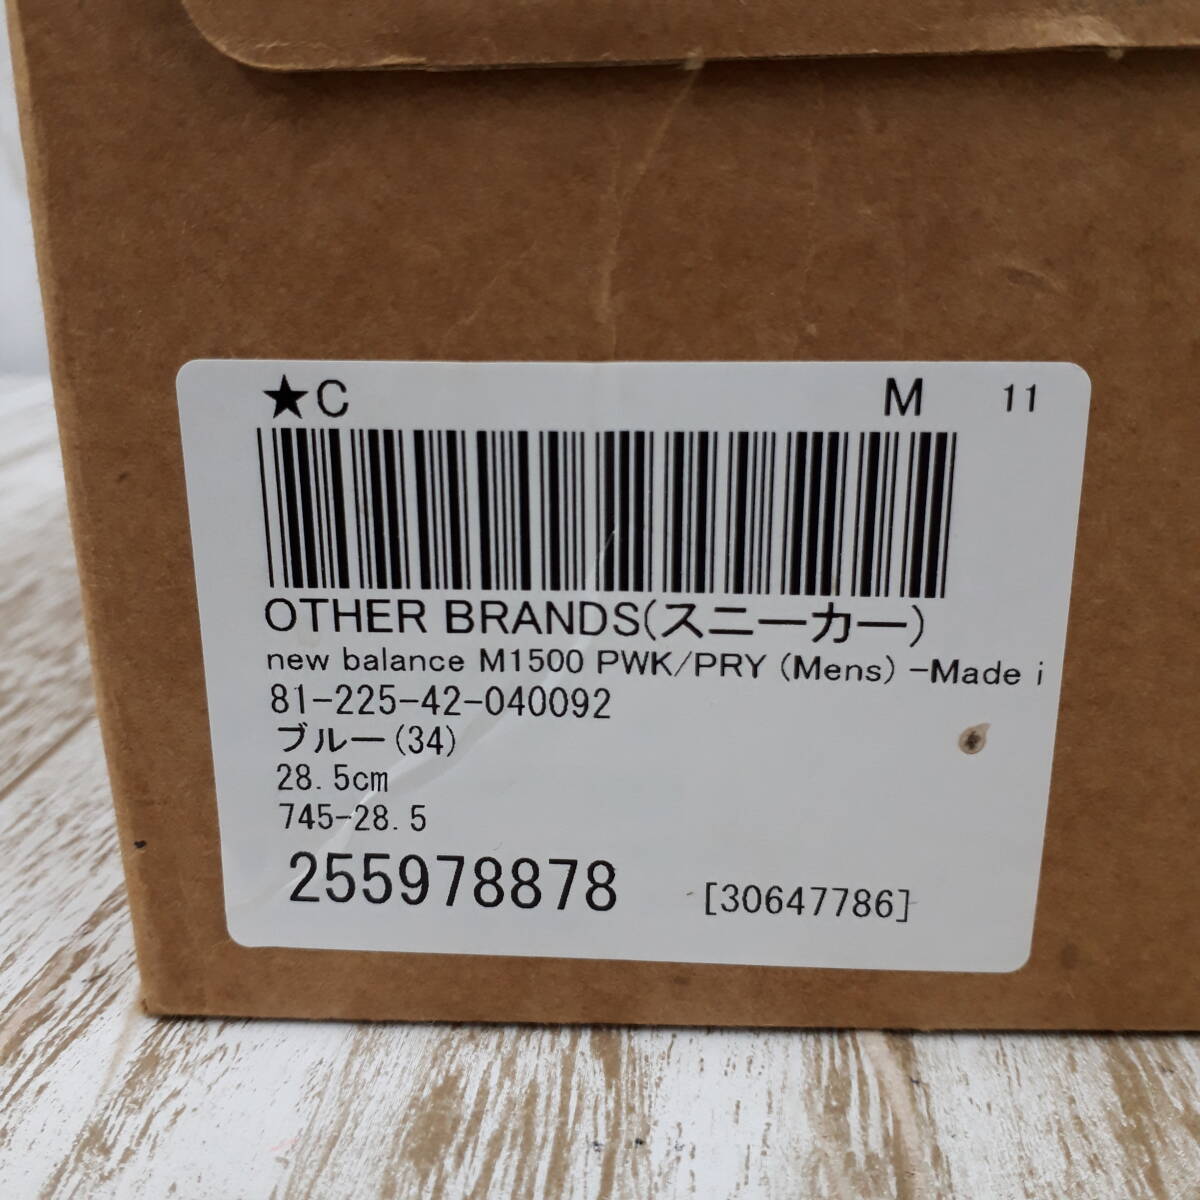 ★C M 11
OTHER BRANDS(スニーカー)
new balance M1500 PWK/PRY (Mens) -Made i
81-225-42-040092
ブルー(34)
28.5cm
745-28.5
255978878 [30647786]